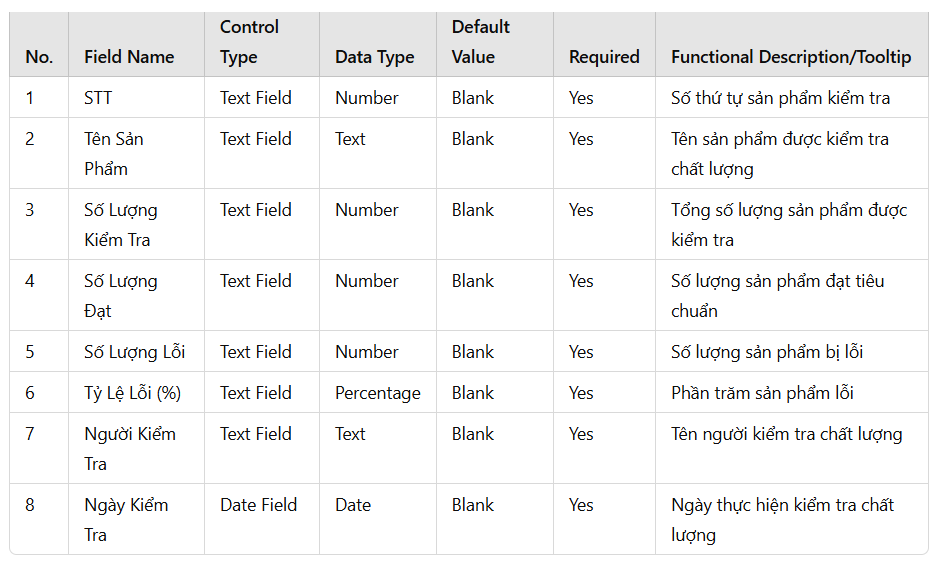 No. Field Name Control Type Data Type Default Value Required Functional Description/Tooltip
1 STT Text Field Number Blank Yes Số thứ tự sản phẩm kiểm tra
2 Tên Sản Phẩm Text Field Text Blank Yes Tên sản phẩm được kiểm tra chất lượng
3 Số Lượng Kiểm Tra Text Field Number Blank Yes Tổng số lượng sản phẩm được kiểm tra
4 Số Lượng Đạt Text Field Number Blank Yes Số lượng sản phẩm đạt tiêu chuẩn
5 Số Lượng Lỗi Text Field Number Blank Yes Số lượng sản phẩm bị lỗi
6 Tỷ Lệ Lỗi (%) Text Field Percentage Blank Yes Phần trăm sản phẩm lỗi
7 Người Kiểm Tra Text Field Text Blank Yes Tên người kiểm tra chất lượng
8 Ngày Kiểm Tra Date Field Date Blank Yes Ngày thực hiện kiểm tra chất lượng